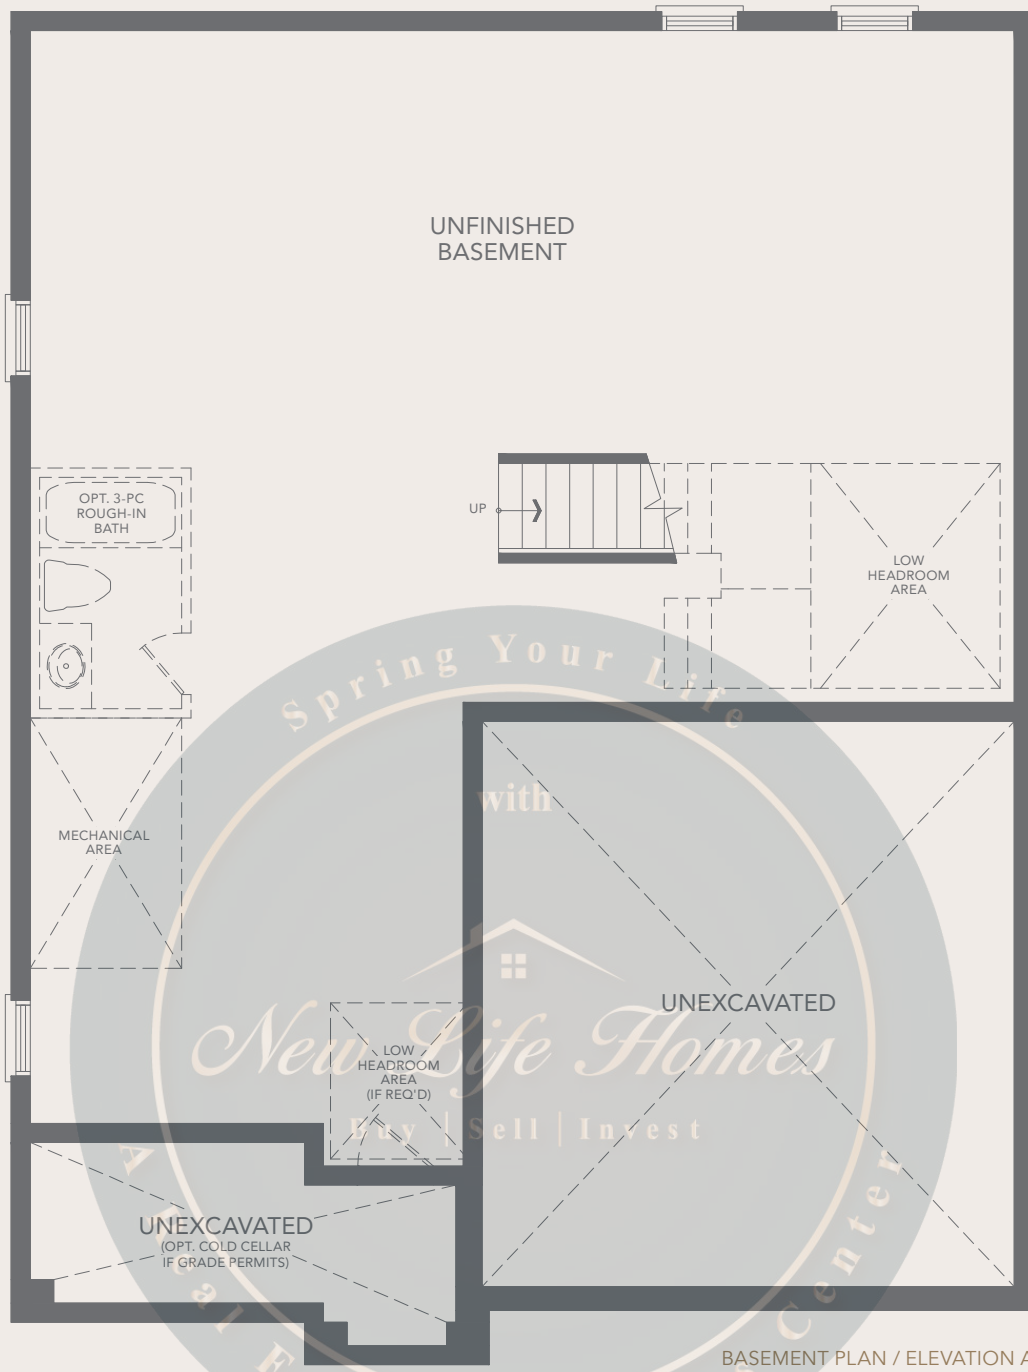 UNFINISHED
BASEMENT
OPT. 3-PC
ROUGH-IN
BATH
UP
LOW
HEADROOM
AREA
Spring Your Life
with
MECHANICAL
AREA
UNEXCAVATED
New Life Homes
LOW
HEADROOM
AREA
(IF REQ'D)
Buy | Sell | Invest
UNEXCAVATED
(OPT. COLD CELLAR
IF GRADE PERMITS)
A Real
Center
BASEMENT PLAN / ELEVATION A